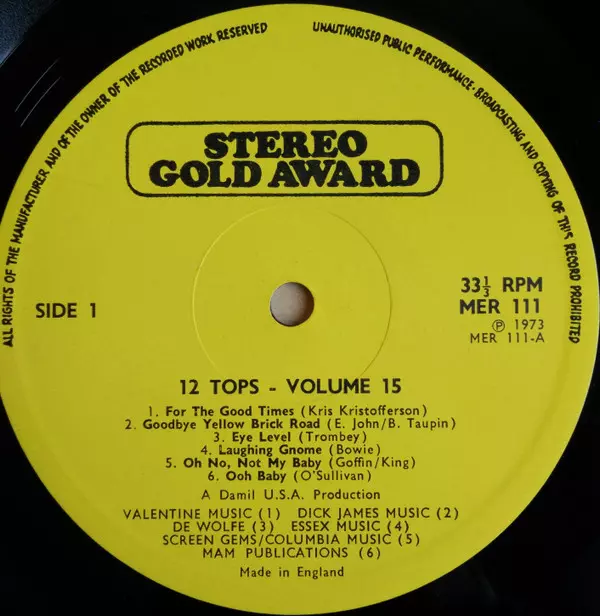 ALL RIGHTS OF THE MANUFACTURER AND OF THE OWNER OF THE RECORDED WORK RESERVED
UNAUTHORISED PUBLIC PERFORMANCE · BROADCASTING AND COPYING OF THIS RECORD PROHIBITED
STEREO
GOLD AWARD
SIDE 1
33⅓ RPM
MER 111
℗ 1973
MER 111-A
12 TOPS - VOLUME 15
1. For The Good Times (Kris Kristofferson)
2. Goodbye Yellow Brick Road (E. John/B. Taupin)
3. Eye Level (Trombey)
4. Laughing Gnome (Bowie)
5. Oh No, Not My Baby (Goffin/King)
6. Ooh Baby (O'Sullivan)
A Damil U.S.A. Production
VALENTINE MUSIC (1) DICK JAMES MUSIC (2)
DE WOLFE (3) ESSEX MUSIC (4)
SCREEN GEMS/COLUMBIA MUSIC (5)
MAM PUBLICATIONS (6)
Made in England